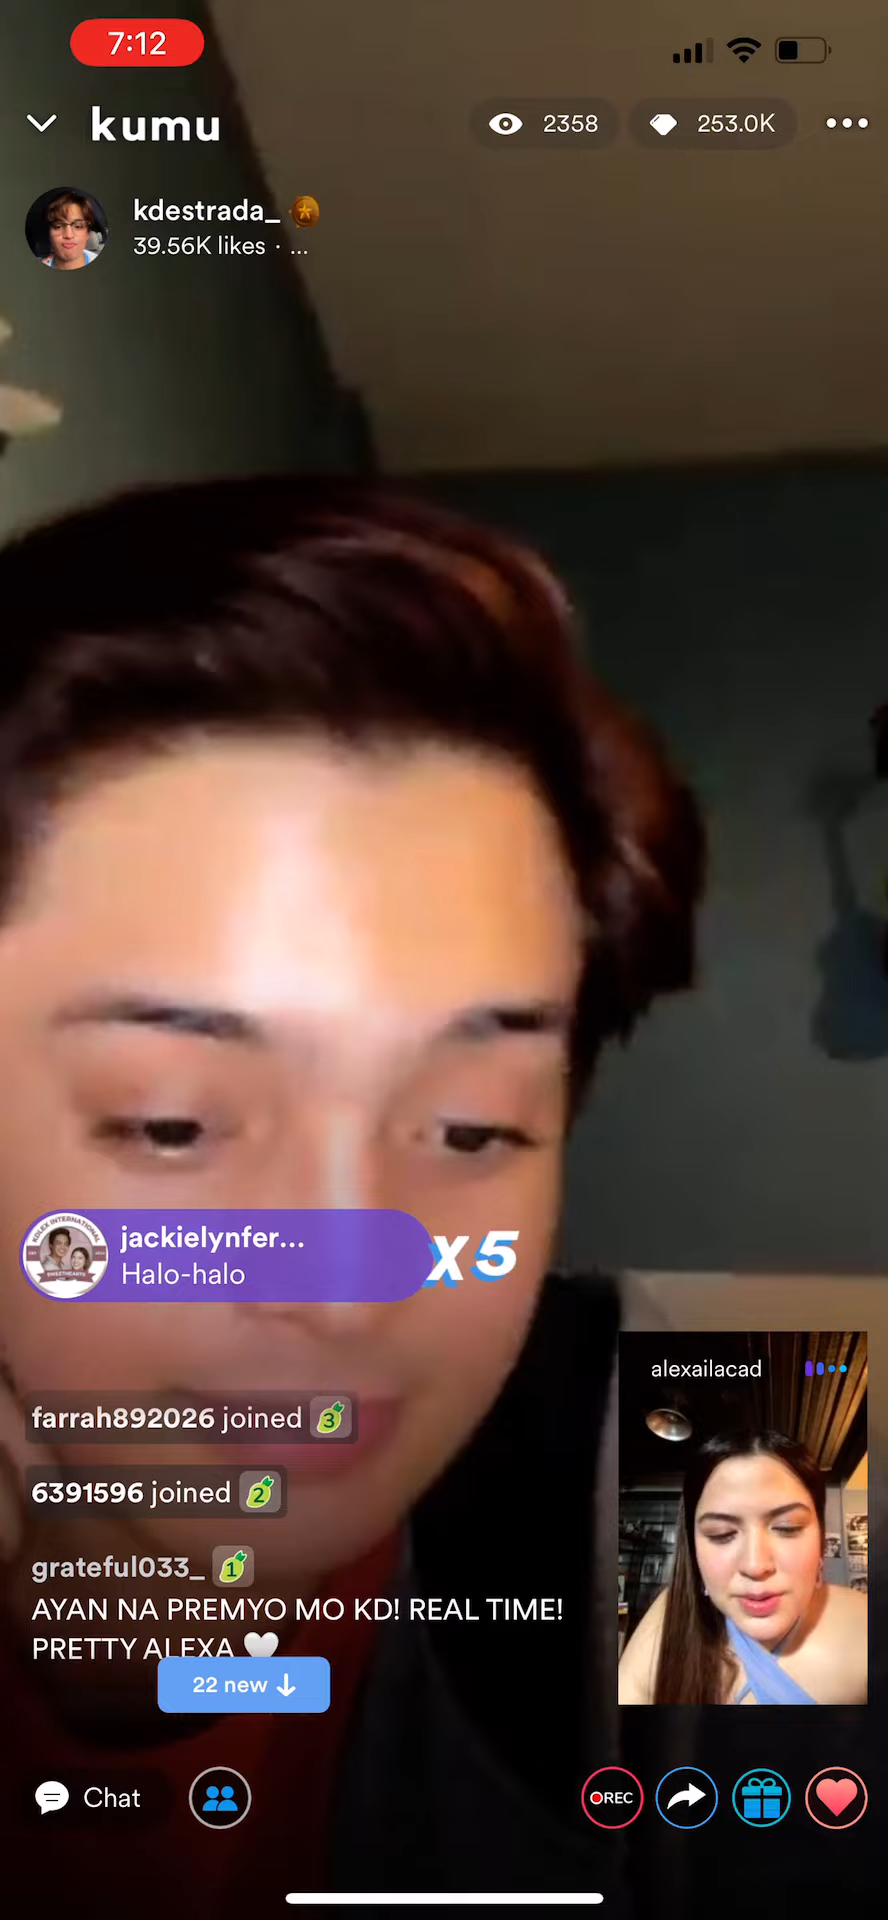 7:12
kumu
2358
253.0K
kdestrada_
39.56K likes · ...
jackielynfer...
Halo-halo
X5
alexailacad
farrah892026 joined 3
6391596 joined 2
grateful033_ 1
AYAN NA PREMYO MO KD! REAL TIME!
PRETTY ALEXA 🤍
22 new ↓
Chat
REC